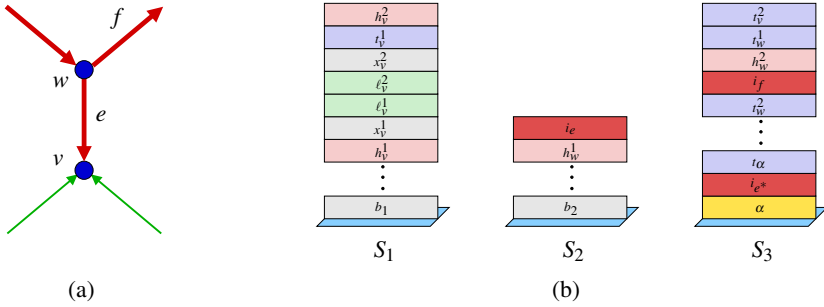 f
w
e
v
(a)
h_v^2
t_v^1
x_v^2
ℓ_v^2
ℓ_v^1
x_v^1
h_v^1
b_1
S_1
i_e
h_w^1
b_2
S_2
t_v^2
t_w^1
h_w^2
i_f
t_w^2
t_α
i_{e*}
α
S_3
(b)